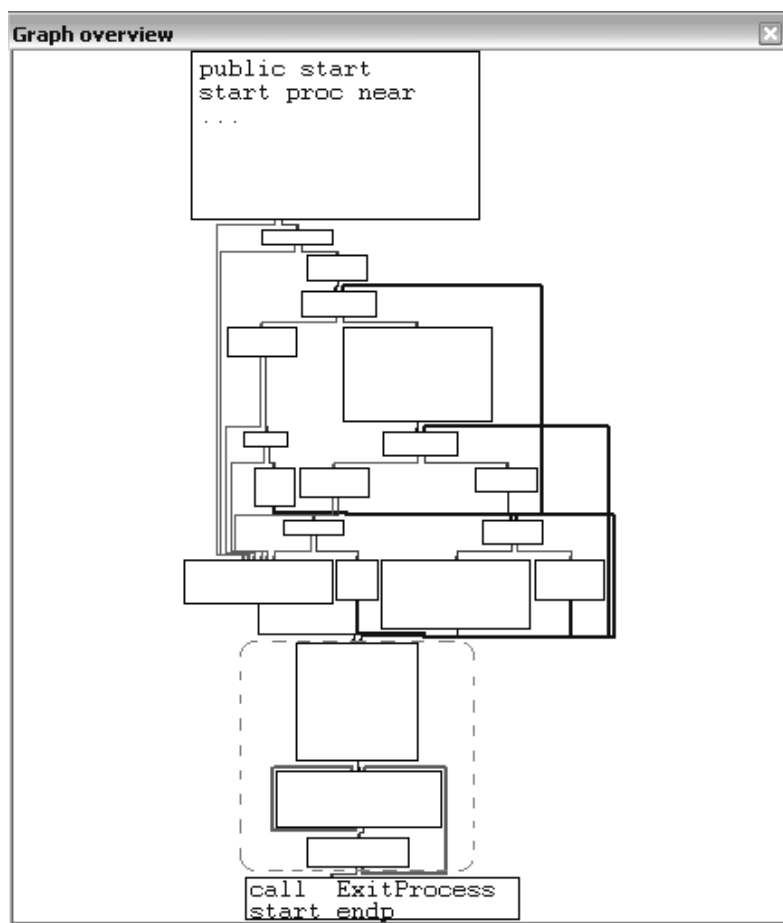 Graph overview
public start
start proc near
...
call ExitProcess
start endp